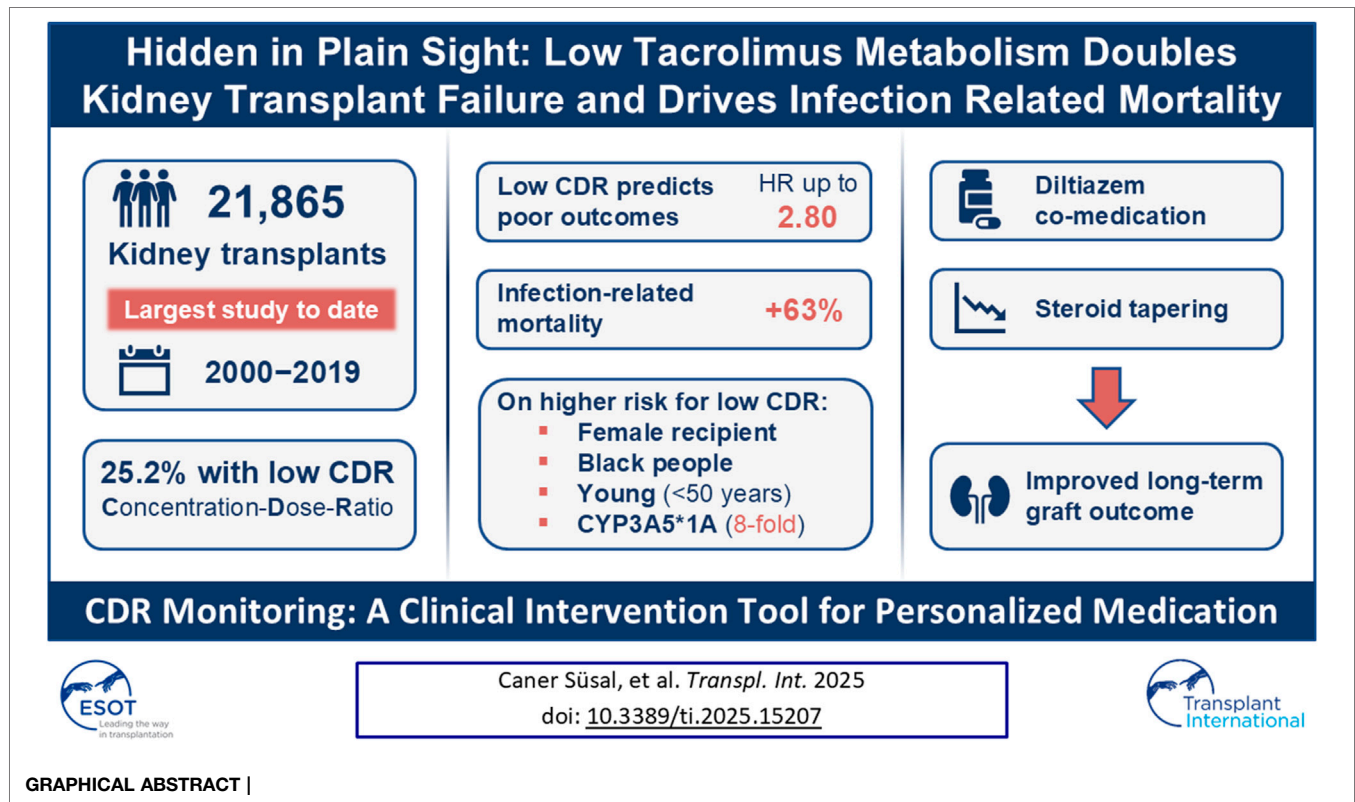 Hidden in Plain Sight: Low Tacrolimus Metabolism Doubles
Kidney Transplant Failure and Drives Infection Related Mortality
21,865
Kidney transplants
Largest study to date
2000–2019
25.2% with low CDR
Concentration-Dose-Ratio
Low CDR predicts
poor outcomes
HR up to
2.80
Infection-related
mortality
+63%
On higher risk for low CDR:
▪ Female recipient
▪ Black people
▪ Young (<50 years)
▪ CYP3A5*1A (8-fold)
Diltiazem
co-medication
Steroid tapering
Improved long-term
graft outcome
CDR Monitoring: A Clinical Intervention Tool for Personalized Medication
ESOT
Leading the way
in transplantation
Caner Süsal, et al. Transpl. Int. 2025
doi: 10.3389/ti.2025.15207
Transplant
International
GRAPHICAL ABSTRACT |